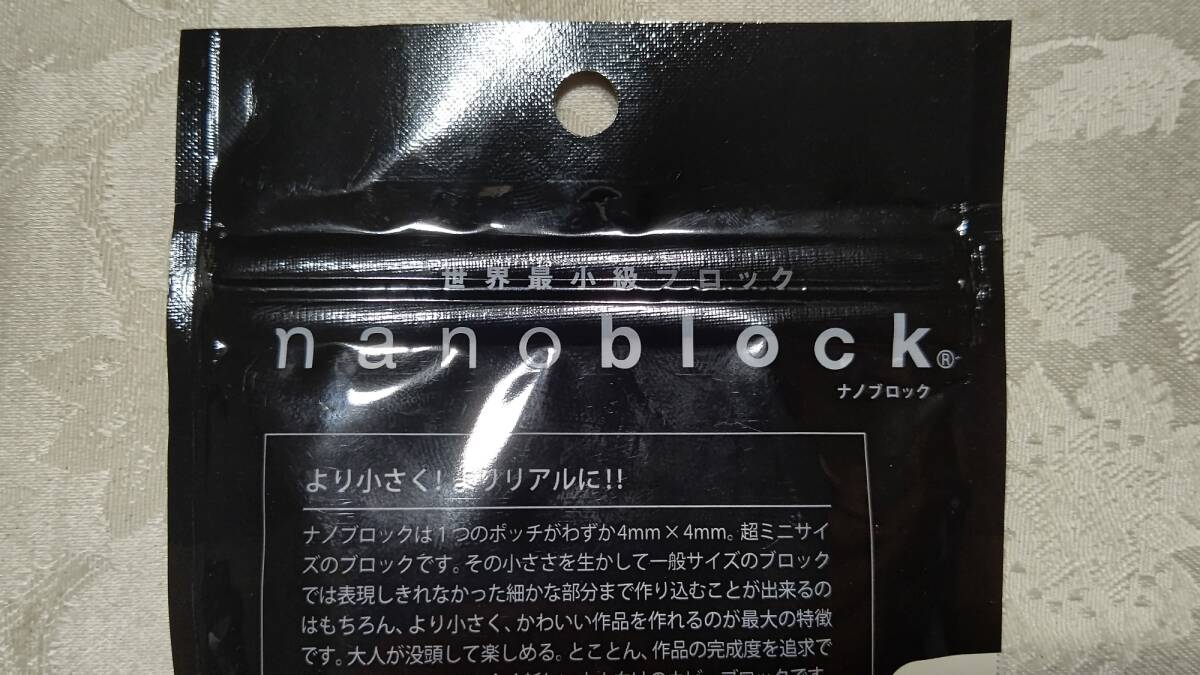 世界最小級ブロック
nanoblock®
ナノブロック
より小さく! よりリアルに!!
ナノブロックは1つのポッチがわずか4mm×4mm。超ミニサイ
ズのブロックです。その小ささを生かして一般サイズのブロック
では表現しきれなかった細かな部分まで作り込むことが出来るの
はもちろん、より小さく、かわいい作品を作れるのが最大の特徴
です。大人が没頭して楽しめる。とことん、作品の完成度を追求で
ブロックです。